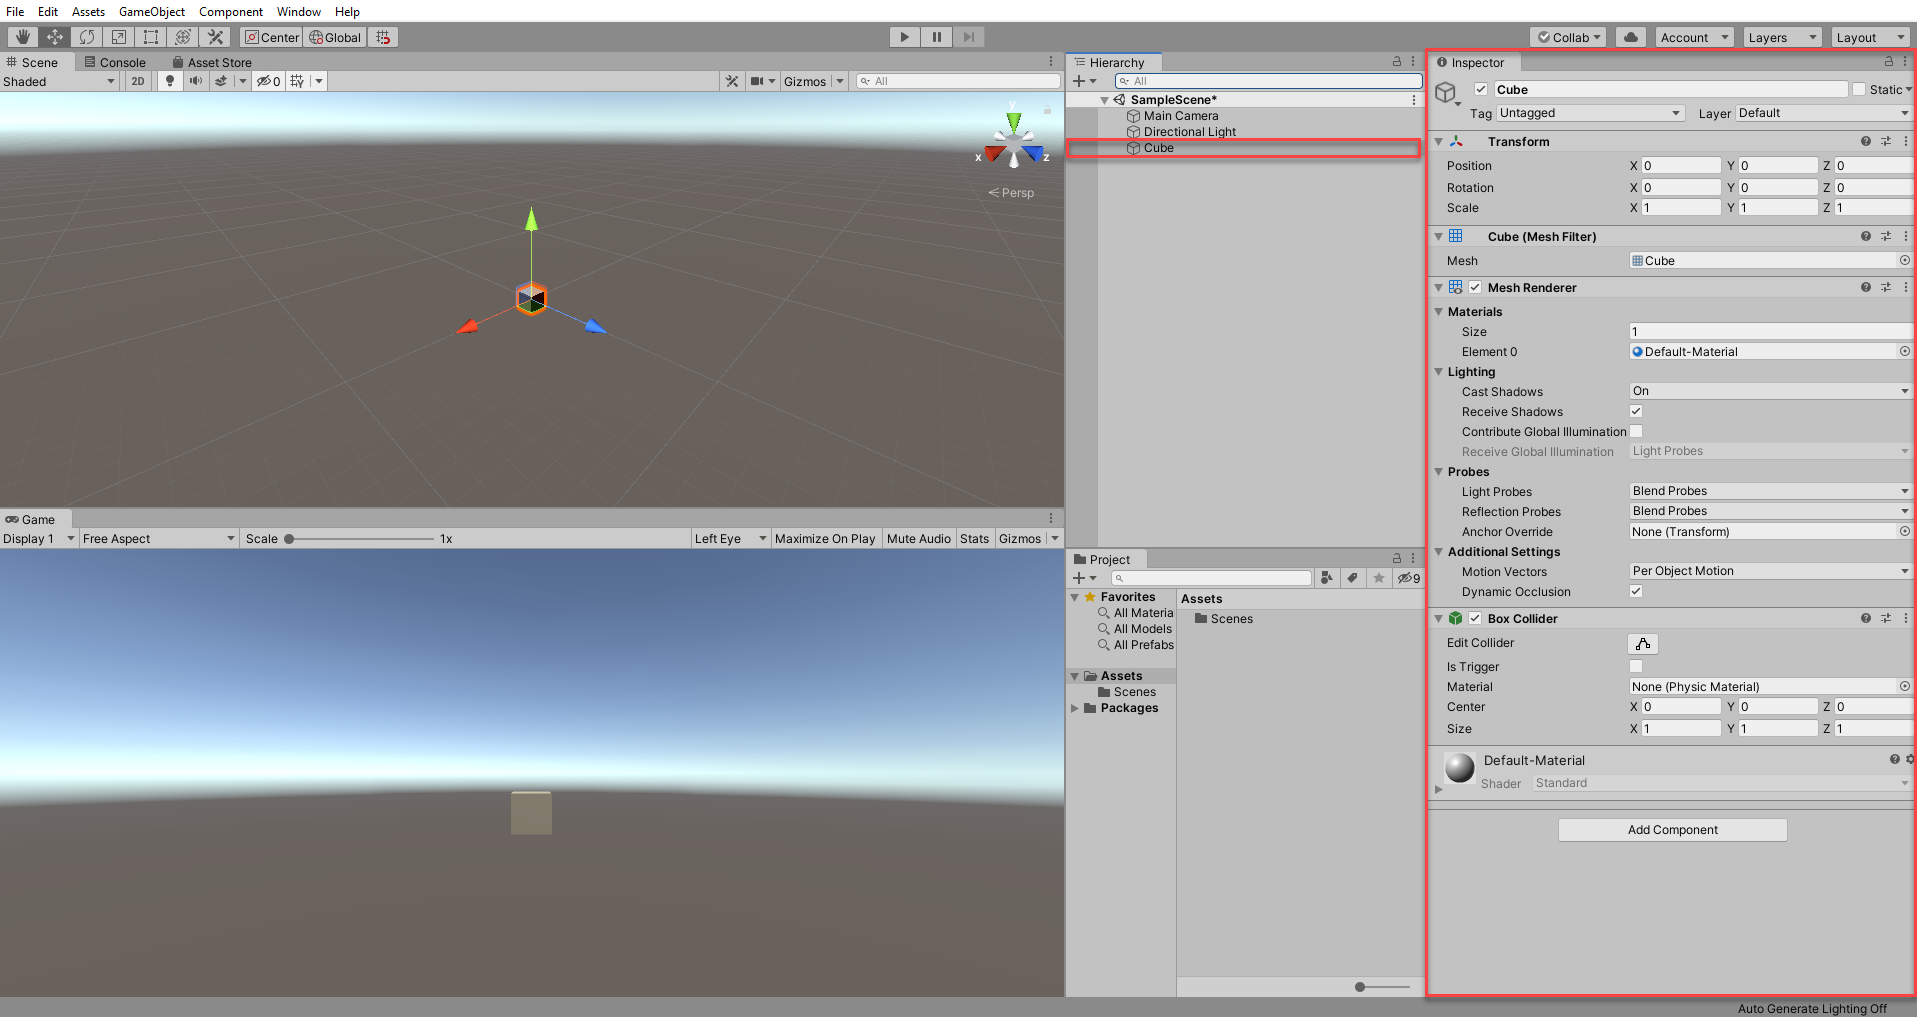 File Edit Assets GameObject Component Window Help
Center Global Collab Account Layers Layout
Scene Console Asset Store
Shaded 2D 0 Gizmos All
y
x z
Persp
Game
Display 1 Free Aspect Scale 1x Left Eye Maximize On Play Mute Audio Stats Gizmos
Hierarchy
All
SampleScene*
Main Camera
Directional Light
Cube
Project
9
Favorites
All Materia
All Models
All Prefabs
Assets
Scenes
Packages
Assets
Scenes
Inspector
Cube Static
Tag Untagged Layer Default
Transform
Position X 0 Y 0 Z 0
Rotation X 0 Y 0 Z 0
Scale X 1 Y 1 Z 1
Cube (Mesh Filter)
Mesh Cube
Mesh Renderer
Materials
Size 1
Element 0 Default-Material
Lighting
Cast Shadows On
Receive Shadows
Contribute Global Illumination
Receive Global Illumination Light Probes
Probes
Light Probes Blend Probes
Reflection Probes Blend Probes
Anchor Override None (Transform)
Additional Settings
Motion Vectors Per Object Motion
Dynamic Occlusion
Box Collider
Edit Collider
Is Trigger
Material None (Physic Material)
Center X 0 Y 0 Z 0
Size X 1 Y 1 Z 1
Default-Material
Shader Standard
Add Component
Auto Generate Lighting Off